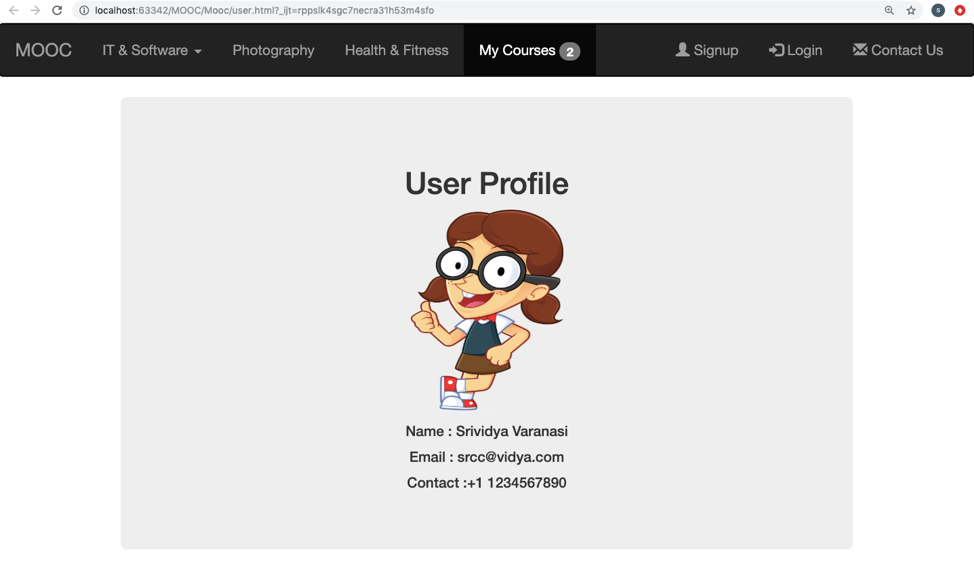 localhost:63342/MOOC/Mooc/user.html?_ijt=rppslk4sgc7necra31h53m4sfo
S
MOOC IT & Software Photography Health & Fitness My Courses 2 Signup Login Contact Us
User Profile
Name : Srividya Varanasi
Email : srcc@vidya.com
Contact :+1 1234567890